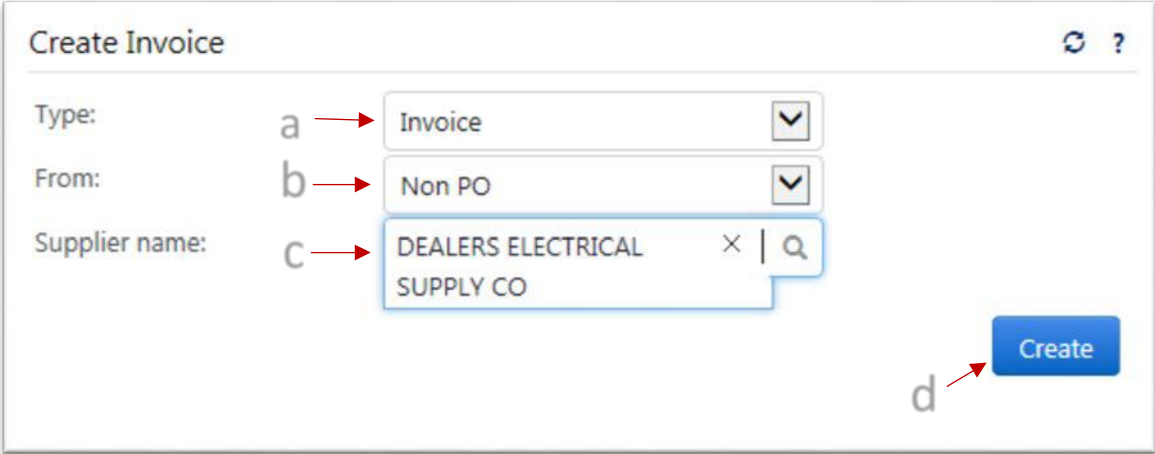 Create Invoice ?
Type: a Invoice
From: b Non PO
Supplier name: c DEALERS ELECTRICAL
SUPPLY CO
Create
d